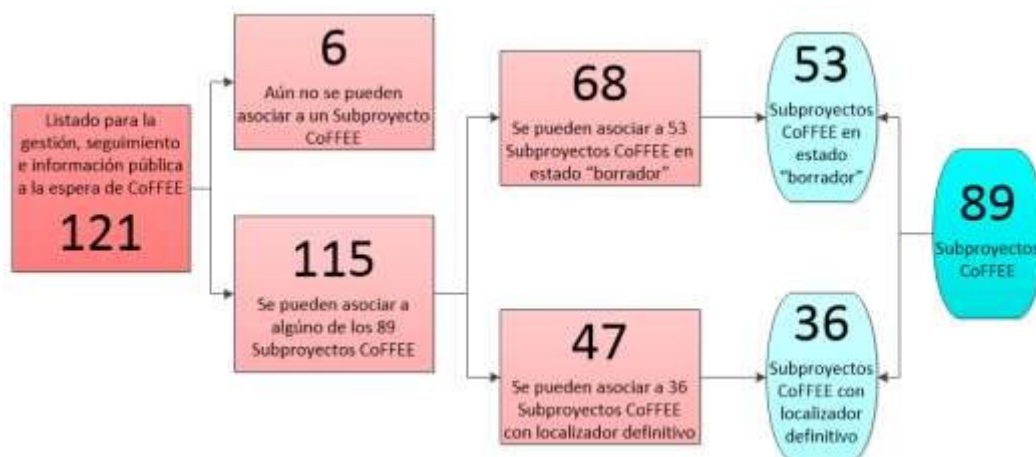 Listado para la
gestión, seguimiento
e información pública
a la espera de CoFFEE
121
6
Aún no se pueden
asociar a un Subproyecto
CoFFEE
115
Se pueden asociar a
algúno de los 89
Subproyectos CoFFEE
68
Se pueden asociar a 53
Subproyectos CoFFEE en
estado "borrador"
47
Se pueden asociar a 36
Subproyectos CoFFEE
con localizador definitivo
53
Subproyectos
CoFFEE en
estado
"borrador"
36
Subproyectos
CoFFEE con
localizador
definitivo
89
Subproyectos
CoFFEE